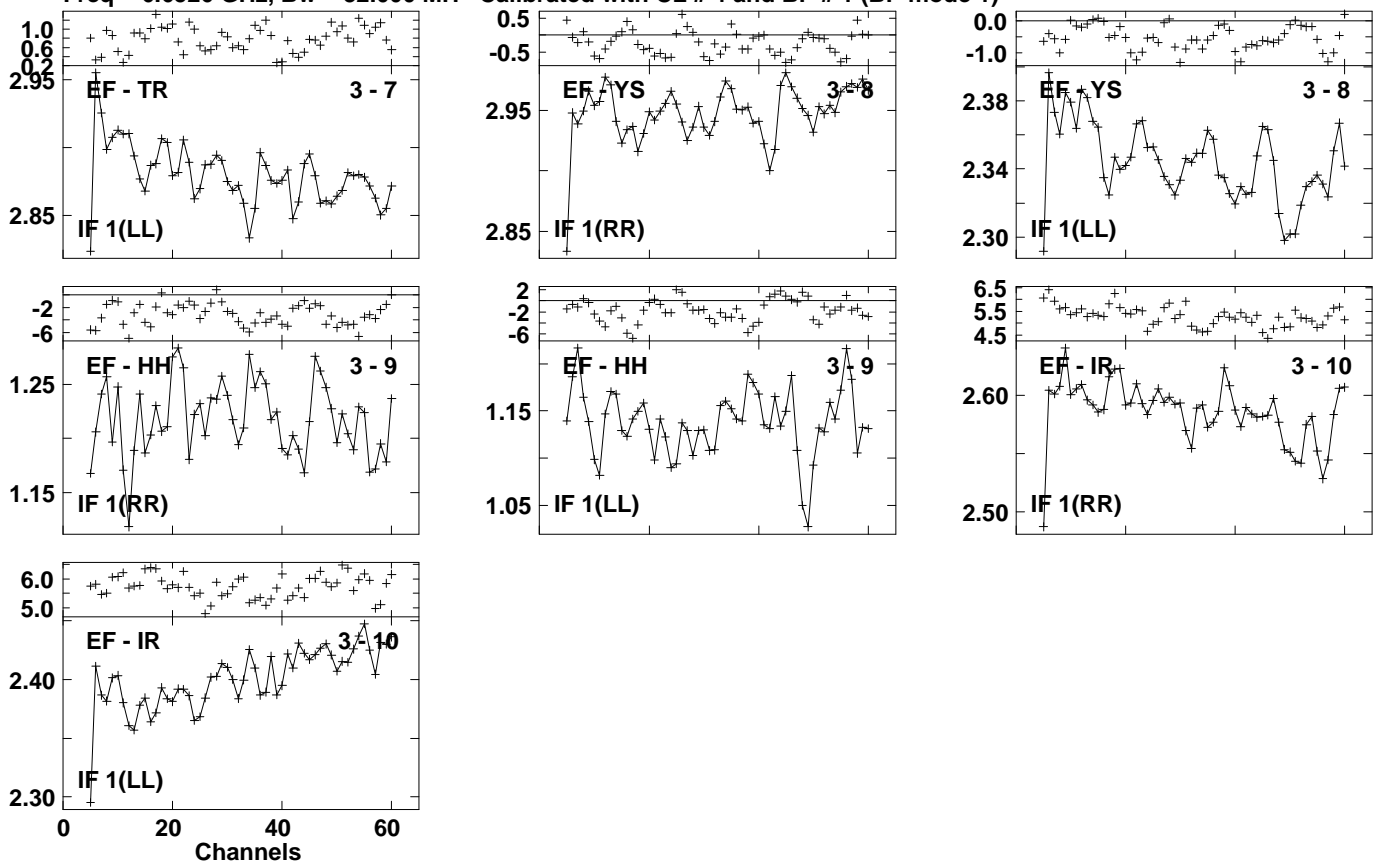 1.0
0.6
0.2
2.95
EF - TR 3 - 7
2.85
IF 1(LL)
0.5
-0.5
EF - YS 3 - 8
2.95
2.85
IF 1(RR)
0.0
-1.0
EF - YS 3 - 8
2.38
2.34
2.30
IF 1(LL)
-2
-6
EF - HH 3 - 9
1.25
1.15
IF 1(RR)
2
-2
-6
EF - HH 3 - 9
1.15
1.05
IF 1(LL)
6.5
5.5
4.5
EF - IR 3 - 10
2.60
2.50
IF 1(RR)
6.0
5.0
EF - IR 3 - 10
2.40
2.30
IF 1(LL)
0 20 40 60
Channels